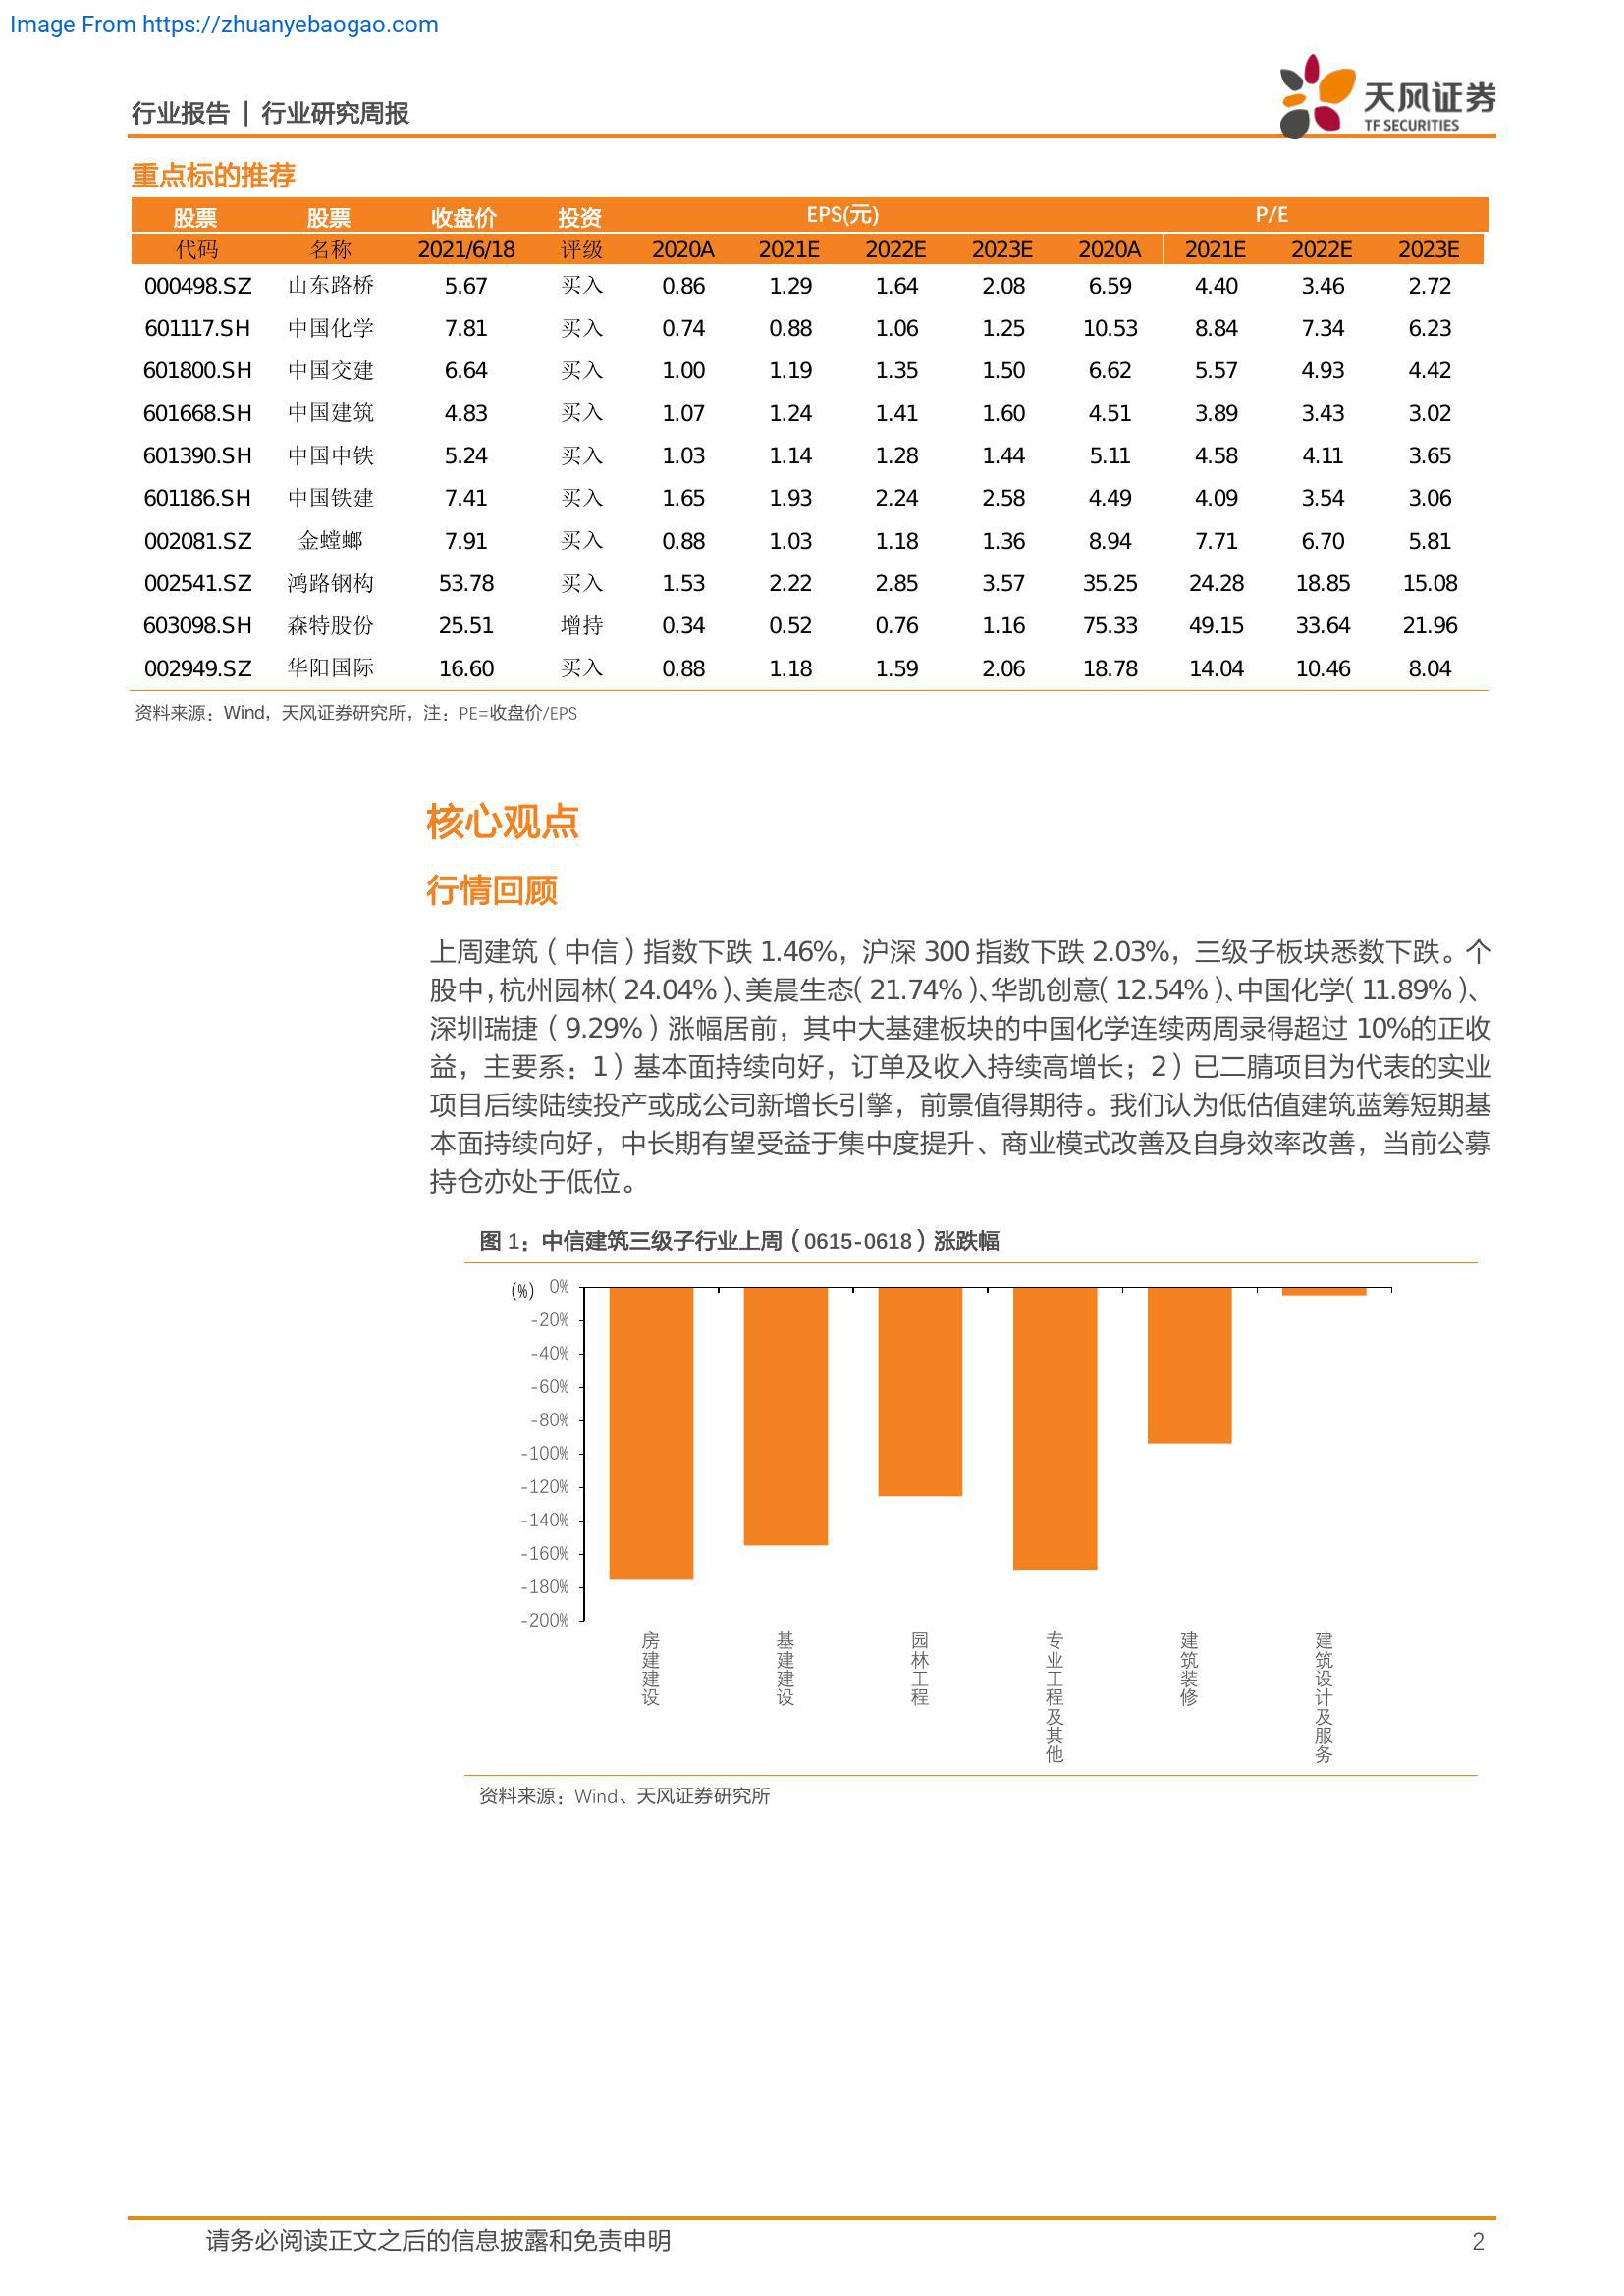 Image From https://zhuanyebaogao.com
行业报告 | 行业研究周报
天风证券
TF SECURITIES
重点标的推荐
股票 股票 收盘价 投资 EPS(元) P/E
代码 名称 2021/6/18 评级 2020A 2021E 2022E 2023E 2020A 2021E 2022E 2023E
000498.SZ 山东路桥 5.67 买入 0.86 1.29 1.64 2.08 6.59 4.40 3.46 2.72
601117.SH 中国化学 7.81 买入 0.74 0.88 1.06 1.25 10.53 8.84 7.34 6.23
601800.SH 中国交建 6.64 买入 1.00 1.19 1.35 1.50 6.62 5.57 4.93 4.42
601668.SH 中国建筑 4.83 买入 1.07 1.24 1.41 1.60 4.51 3.89 3.43 3.02
601390.SH 中国中铁 5.24 买入 1.03 1.14 1.28 1.44 5.11 4.58 4.11 3.65
601186.SH 中国铁建 7.41 买入 1.65 1.93 2.24 2.58 4.49 4.09 3.54 3.06
002081.SZ 金螳螂 7.91 买入 0.88 1.03 1.18 1.36 8.94 7.71 6.70 5.81
002541.SZ 鸿路钢构 53.78 买入 1.53 2.22 2.85 3.57 35.25 24.28 18.85 15.08
603098.SH 森特股份 25.51 增持 0.34 0.52 0.76 1.16 75.33 49.15 33.64 21.96
002949.SZ 华阳国际 16.60 买入 0.88 1.18 1.59 2.06 18.78 14.04 10.46 8.04
资料来源：Wind，天风证券研究所，注：PE=收盘价/EPS
核心观点
行情回顾
上周建筑（中信）指数下跌 1.46%，沪深 300 指数下跌 2.03%，三级子板块悉数下跌。个
股中，杭州园林（24.04%）、美晨生态（21.74%）、华凯创意（12.54%）、中国化学（11.89%）、
深圳瑞捷（9.29%）涨幅居前，其中大基建板块的中国化学连续两周录得超过 10%的正收
益，主要系：1）基本面持续向好，订单及收入持续高增长；2）已二腈项目为代表的实业
项目后续陆续投产或成公司新增长引擎，前景值得期待。我们认为低估值建筑蓝筹短期基
本面持续向好，中长期有望受益于集中度提升、商业模式改善及自身效率改善，当前公募
持仓亦处于低位。
图 1：中信建筑三级子行业上周（0615-0618）涨跌幅
(%) 0%
-20%
-40%
-60%
-80%
-100%
-120%
-140%
-160%
-180%
-200%
房建建设
基建建设
园林工程
专业工程及其他
建筑装修
建筑设计及服务
资料来源：Wind、天风证券研究所
请务必阅读正文之后的信息披露和免责申明 2